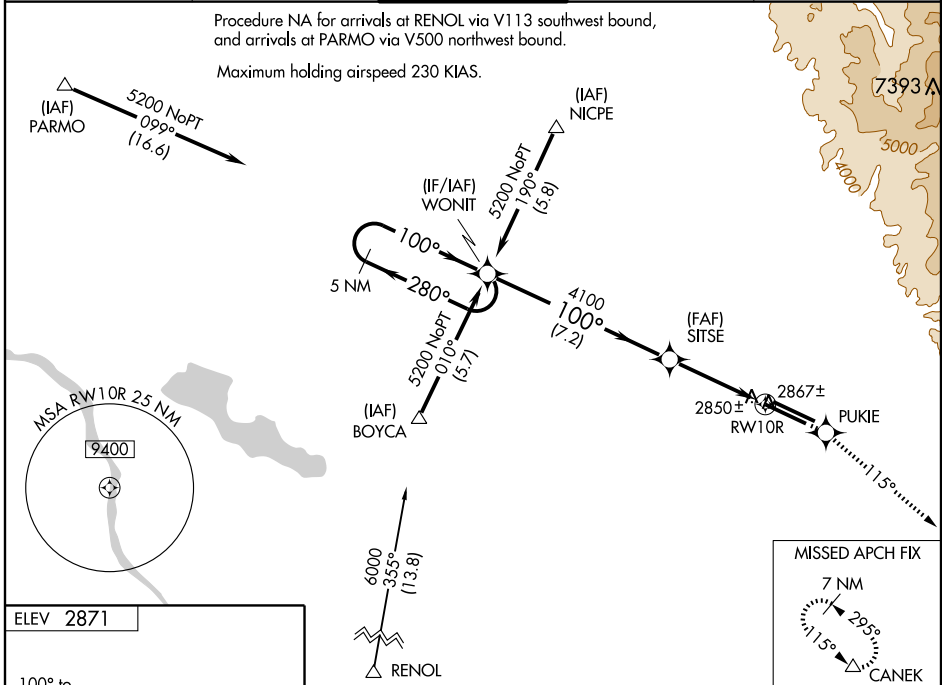 Procedure NA for arrivals at RENOL via V113 southwest bound,
and arrivals at PARMO via V500 northwest bound.
Maximum holding airspeed 230 KIAS.
7393
5000
4000
(IAF)
PARMO
5200 NoPT
099°
(16.6)
(IAF)
NICPE
5200 NoPT
190°
(5.8)
(IF/IAF)
WONIT
100°
280°
5 NM
4100
100°
(7.2)
(FAF)
SITSE
5200 NoPT
010°
(5.7)
(IAF)
BOYCA
2850±
2867±
RW10R
PUKIE
115°
MSA RW10R 25 NM
9400
6000
355°
(13.8)
RENOL
MISSED APCH FIX
7 NM
295°
115°
CANEK
ELEV 2871
100° to